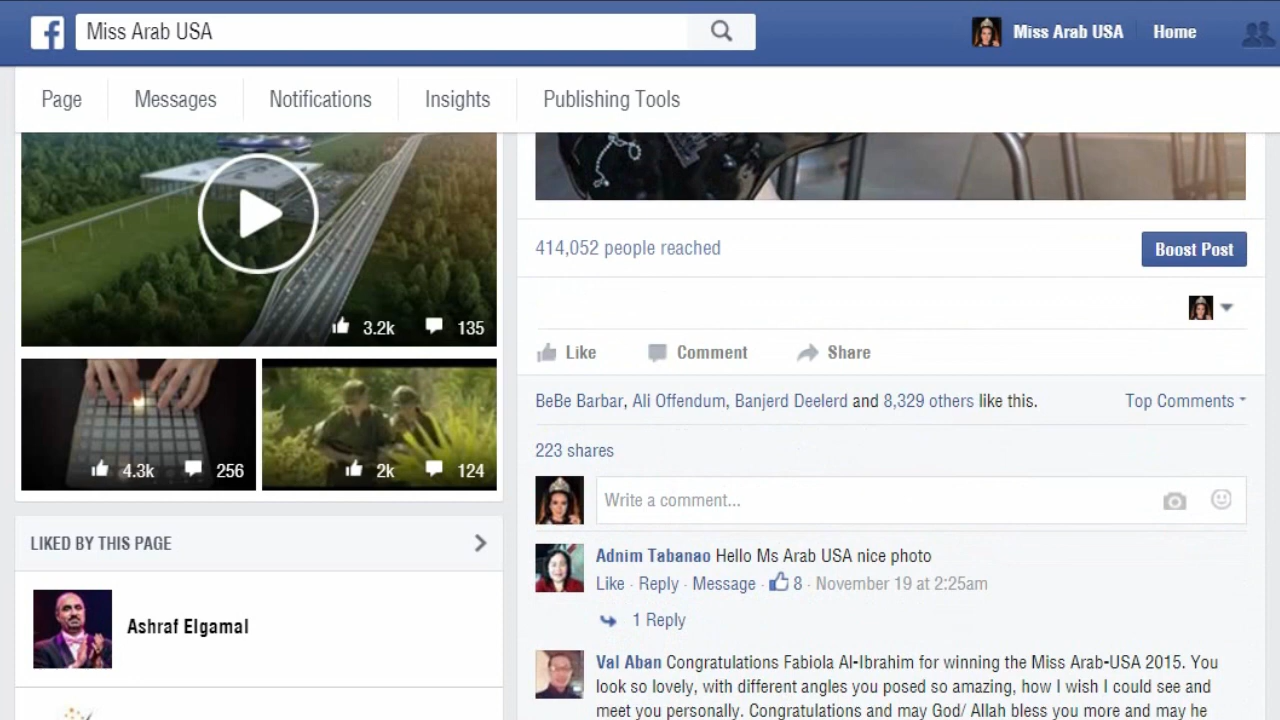 f
Miss Arab USA
Miss Arab USA
Home
Page
Messages
Notifications
Insights
Publishing Tools
3.2k
135
4.3k
256
2k
124
LIKED BY THIS PAGE
Ashraf Elgamal
414,052 people reached
Boost Post
Like
Comment
Share
BeBe Barbar, Ali Offendum, Banjerd Deelerd and 8,329 others like this.
Top Comments
223 shares
Write a comment...
Adnim Tabanao Hello Ms Arab USA nice photo
Like · Reply · Message · 8 · November 19 at 2:25am
1 Reply
Val Aban Congratulations Fabiola Al-Ibrahim for winning the Miss Arab-USA 2015. You
look so lovely, with different angles you posed so amazing, how I wish I could see and
meet you personally. Congratulations and may God/ Allah bless you more and may he